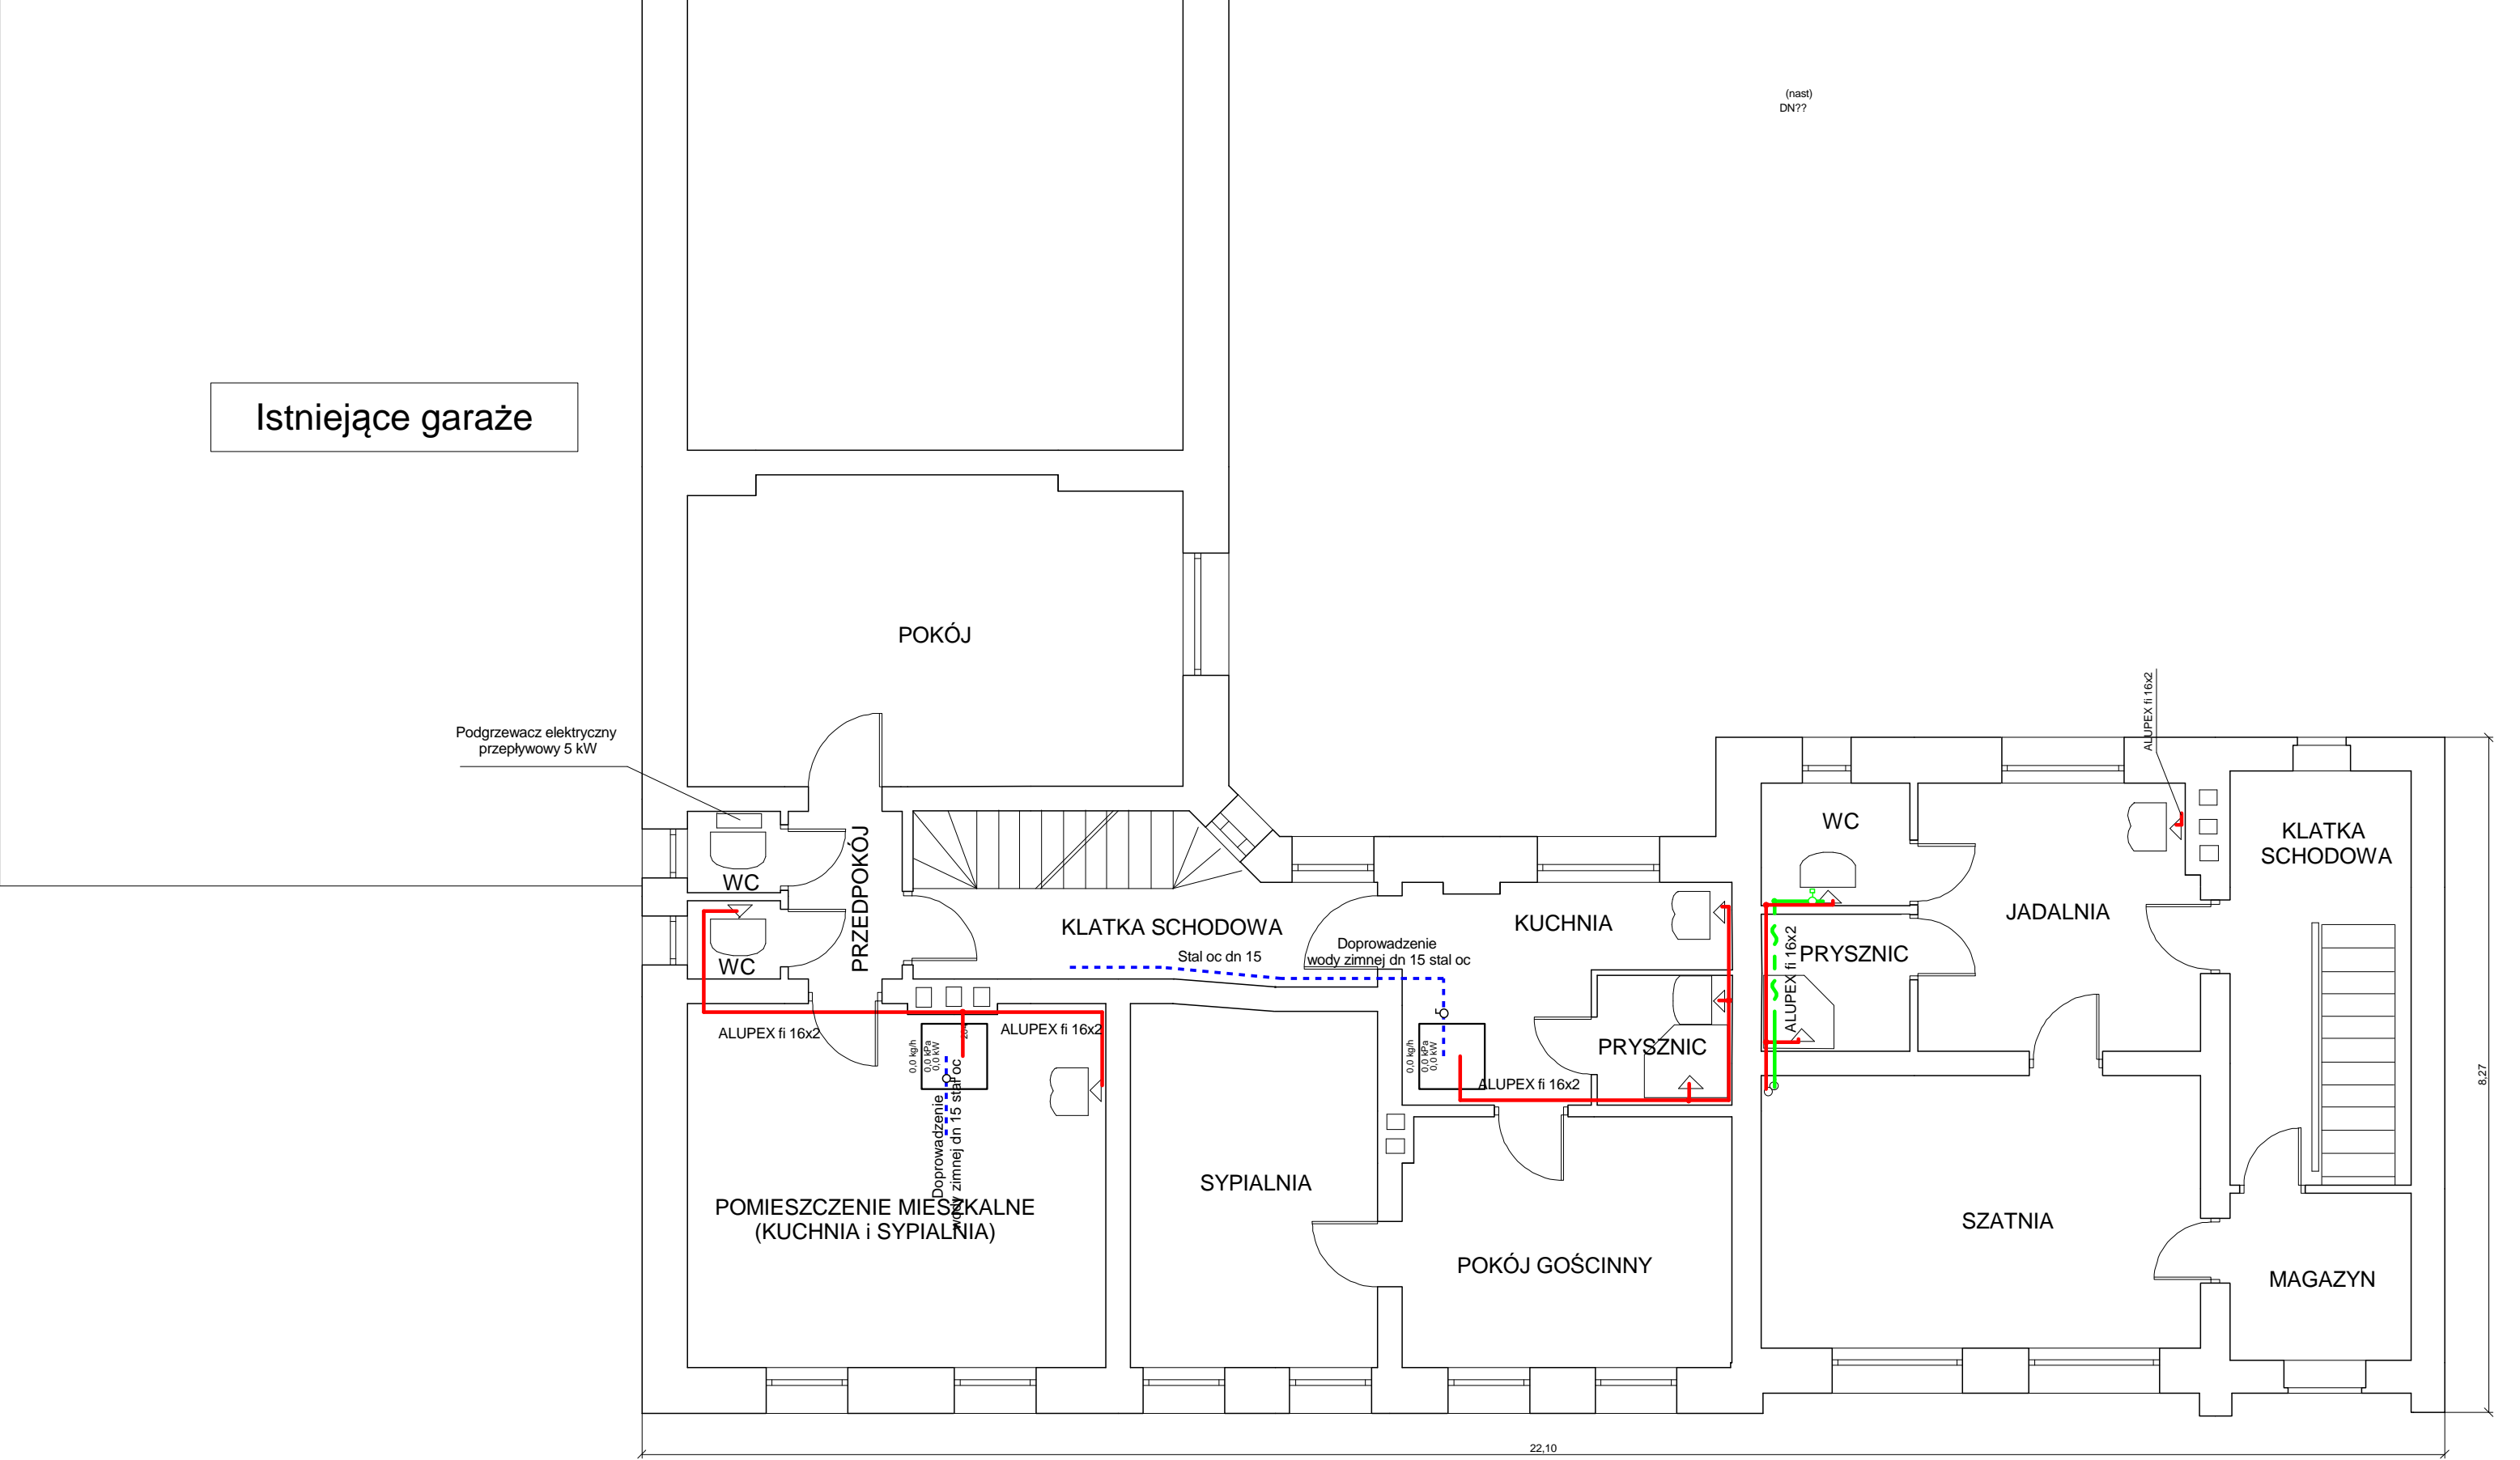 (nast)
DN??
Istniejące garaże
POKÓJ
Podgrzewacz elektryczny
przepływowy 5 kW
ALUPEX fi 16x2
WC
KLATKA
SCHODOWA
WC
PRZEDPOKÓJ
JADALNIA
KUCHNIA
KLATKA SCHODOWA
Doprowadzenie
wody zimnej dn 15 stal oc
Stal oc dn 15
PRYSZNIC
WC
ALUPEX fi 16x2
ALUPEX fi 16x2
ALUPEX fi 16x2
PRYSZNIC
0,0 kg/h
0,0 kPa
0,0 kW
0,0 kg/h
0,0 kPa
0,0 kW
ALUPEX fi 16x2
8,27
Doprowadzenie
wody zimnej dn 15 stal oc
SYPIALNIA
POMIESZCZENIE MIESZKALNE
(KUCHNIA i SYPIALNIA)
SZATNIA
POKÓJ GOŚCINNY
MAGAZYN
22,10